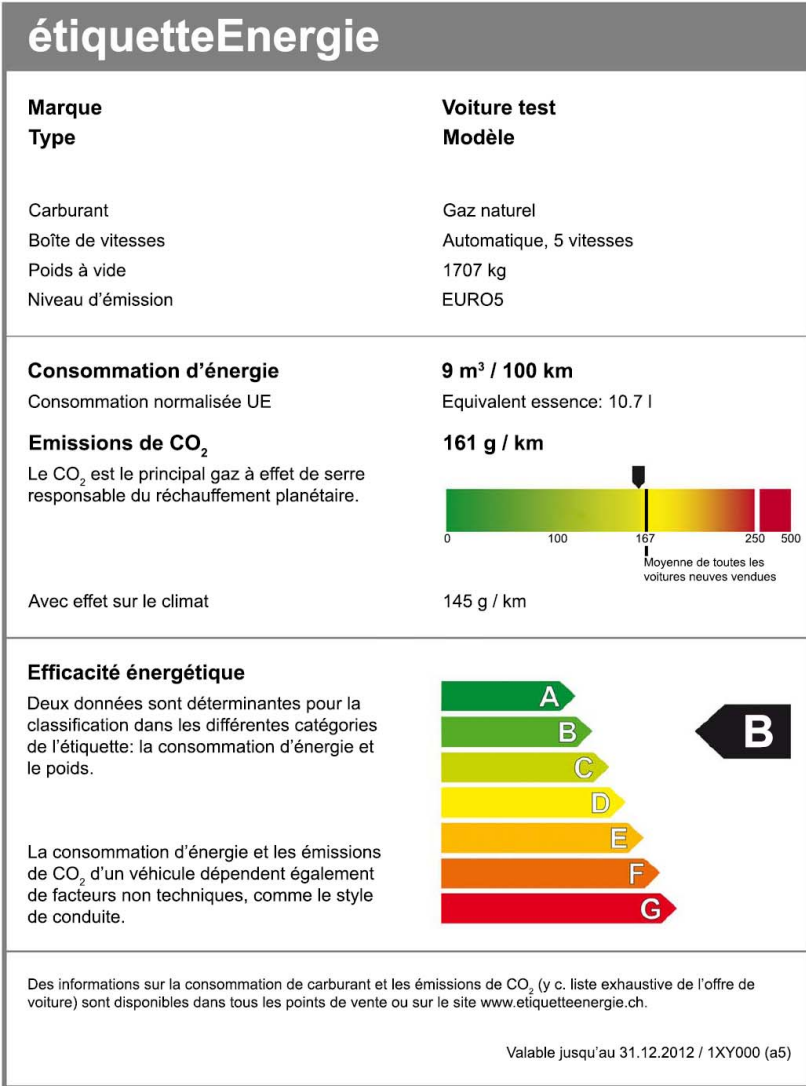 étiquetteEnergie
Marque Voiture test
Type Modèle
Carburant Gaz naturel
Boîte de vitesses Automatique, 5 vitesses
Poids à vide 1707 kg
Niveau d’émission EURO5
Consommation d’énergie 9 m³ / 100 km
Consommation normalisée UE Equivalent essence: 10.7 l
Emissions de CO₂ 161 g / km
Le CO₂ est le principal gaz à effet de serre
responsable du réchauffement planétaire.
0 100 167 250 500
Moyenne de toutes les
voitures neuves vendues
Avec effet sur le climat 145 g / km
Efficacité énergétique
Deux données sont déterminantes pour la
classification dans les différentes catégories
de l’étiquette: la consommation d’énergie et
le poids.
La consommation d’énergie et les émissions
de CO₂ d’un véhicule dépendent également
de facteurs non techniques, comme le style
de conduite.
A
B
B
C
D
E
F
G
Des informations sur la consommation de carburant et les émissions de CO₂ (y c. liste exhaustive de l’offre de
voiture) sont disponibles dans tous les points de vente ou sur le site www.etiquetteenergie.ch.
Valable jusqu’au 31.12.2012 / 1XY000 (a5)